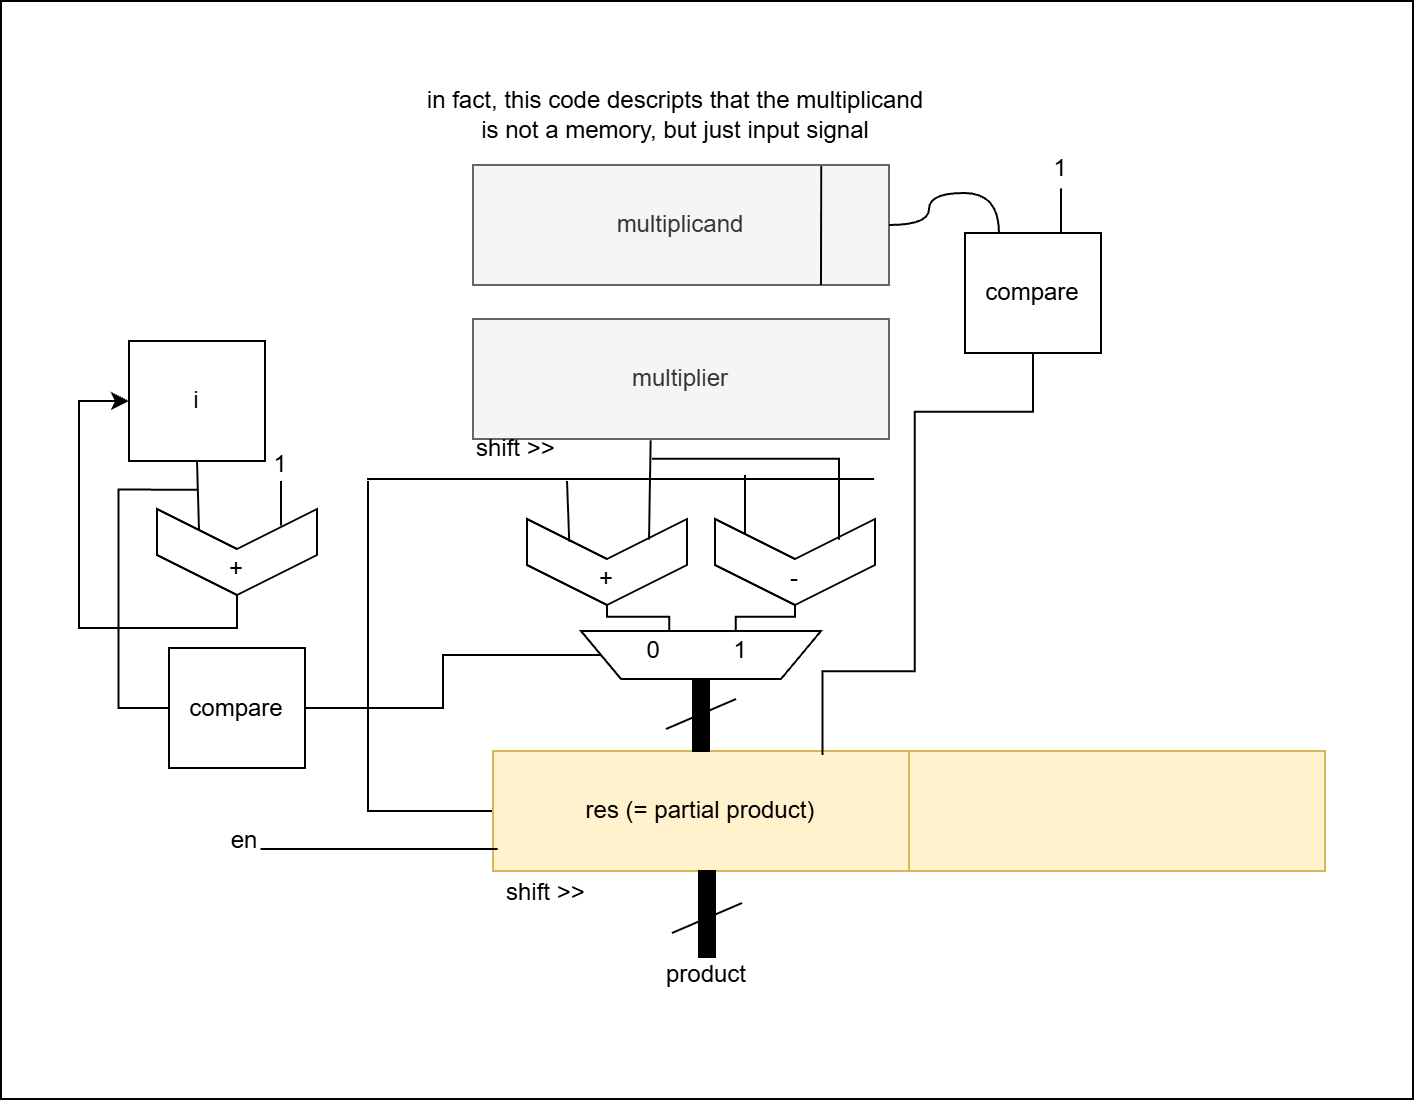 in fact, this code descripts that the multiplicand
is not a memory, but just input signal
multiplicand
1
compare
multiplier
i
shift >>
1
+
+
-
0
1
compare
res (= partial product)
en
shift >>
product